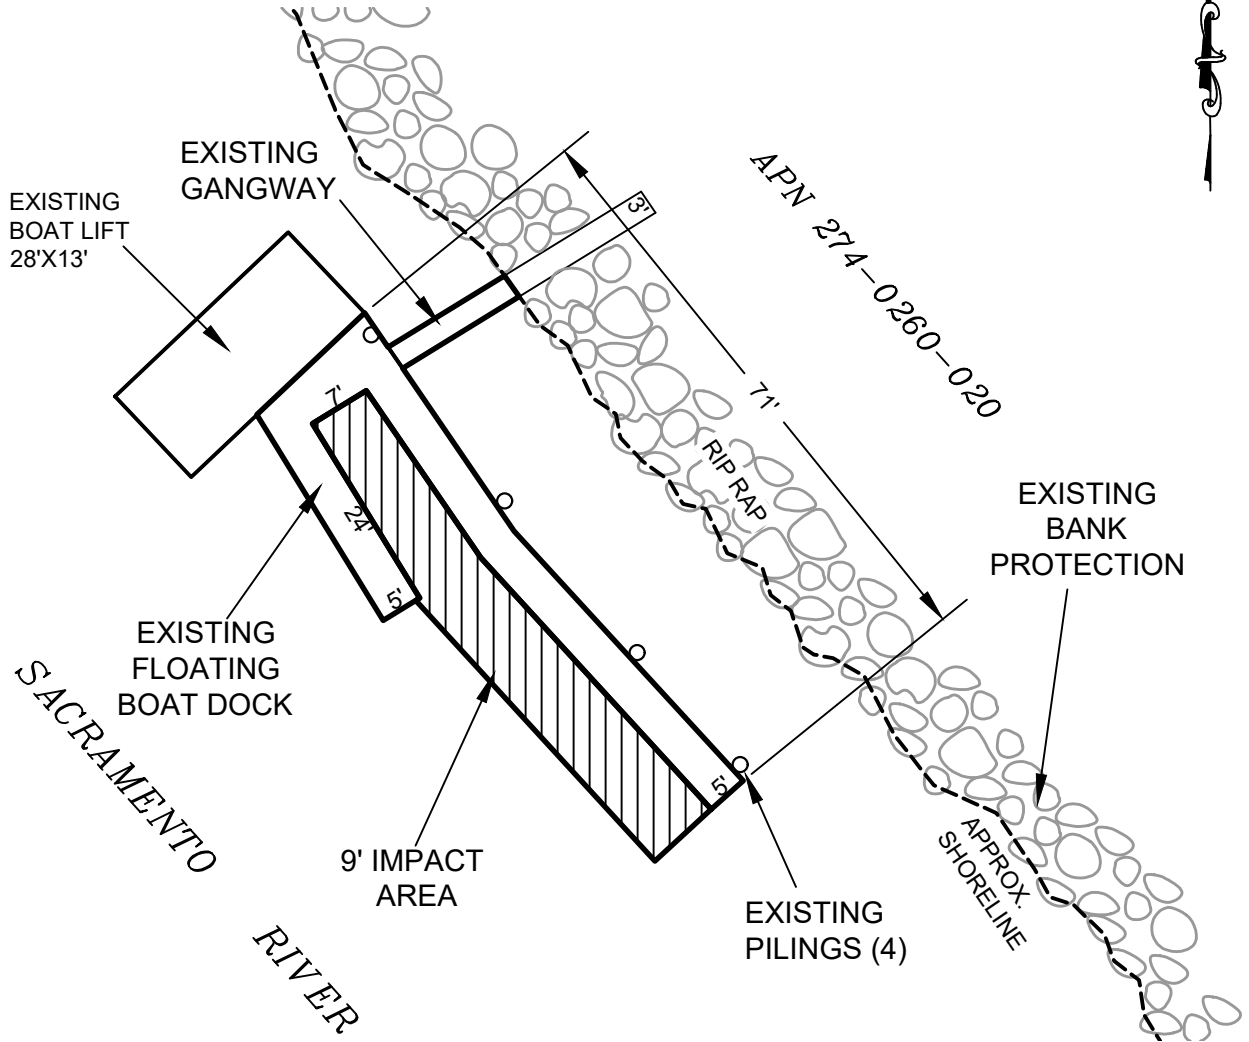 EXISTING
GANGWAY
EXISTING
BOAT LIFT
28'X13'
3'
APN 274-0260-020
71'
7'
RIP RAP
24'
5'
EXISTING
BANK
PROTECTION
EXISTING
FLOATING
BOAT DOCK
SACRAMENTO
RIVER
5'
9' IMPACT
AREA
EXISTING
PILINGS (4)
APPROX.
SHORELINE